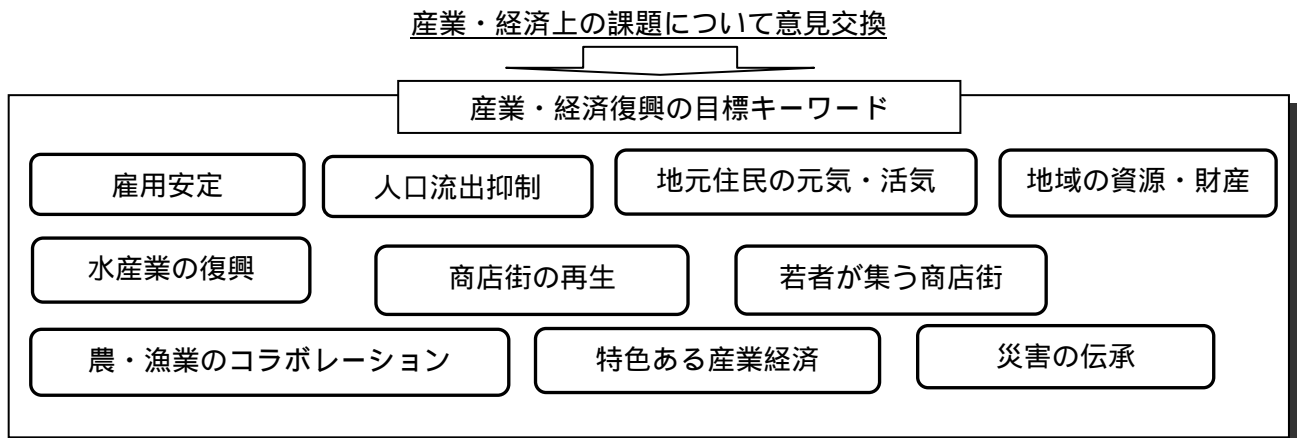 産業・経済上の課題について意見交換
産業・経済復興の目標キーワード
雇用安定
人口流出抑制
地元住民の元気・活気
地域の資源・財産
水産業の復興
商店街の再生
若者が集う商店街
農・漁業のコラボレーション
特色ある産業経済
災害の伝承